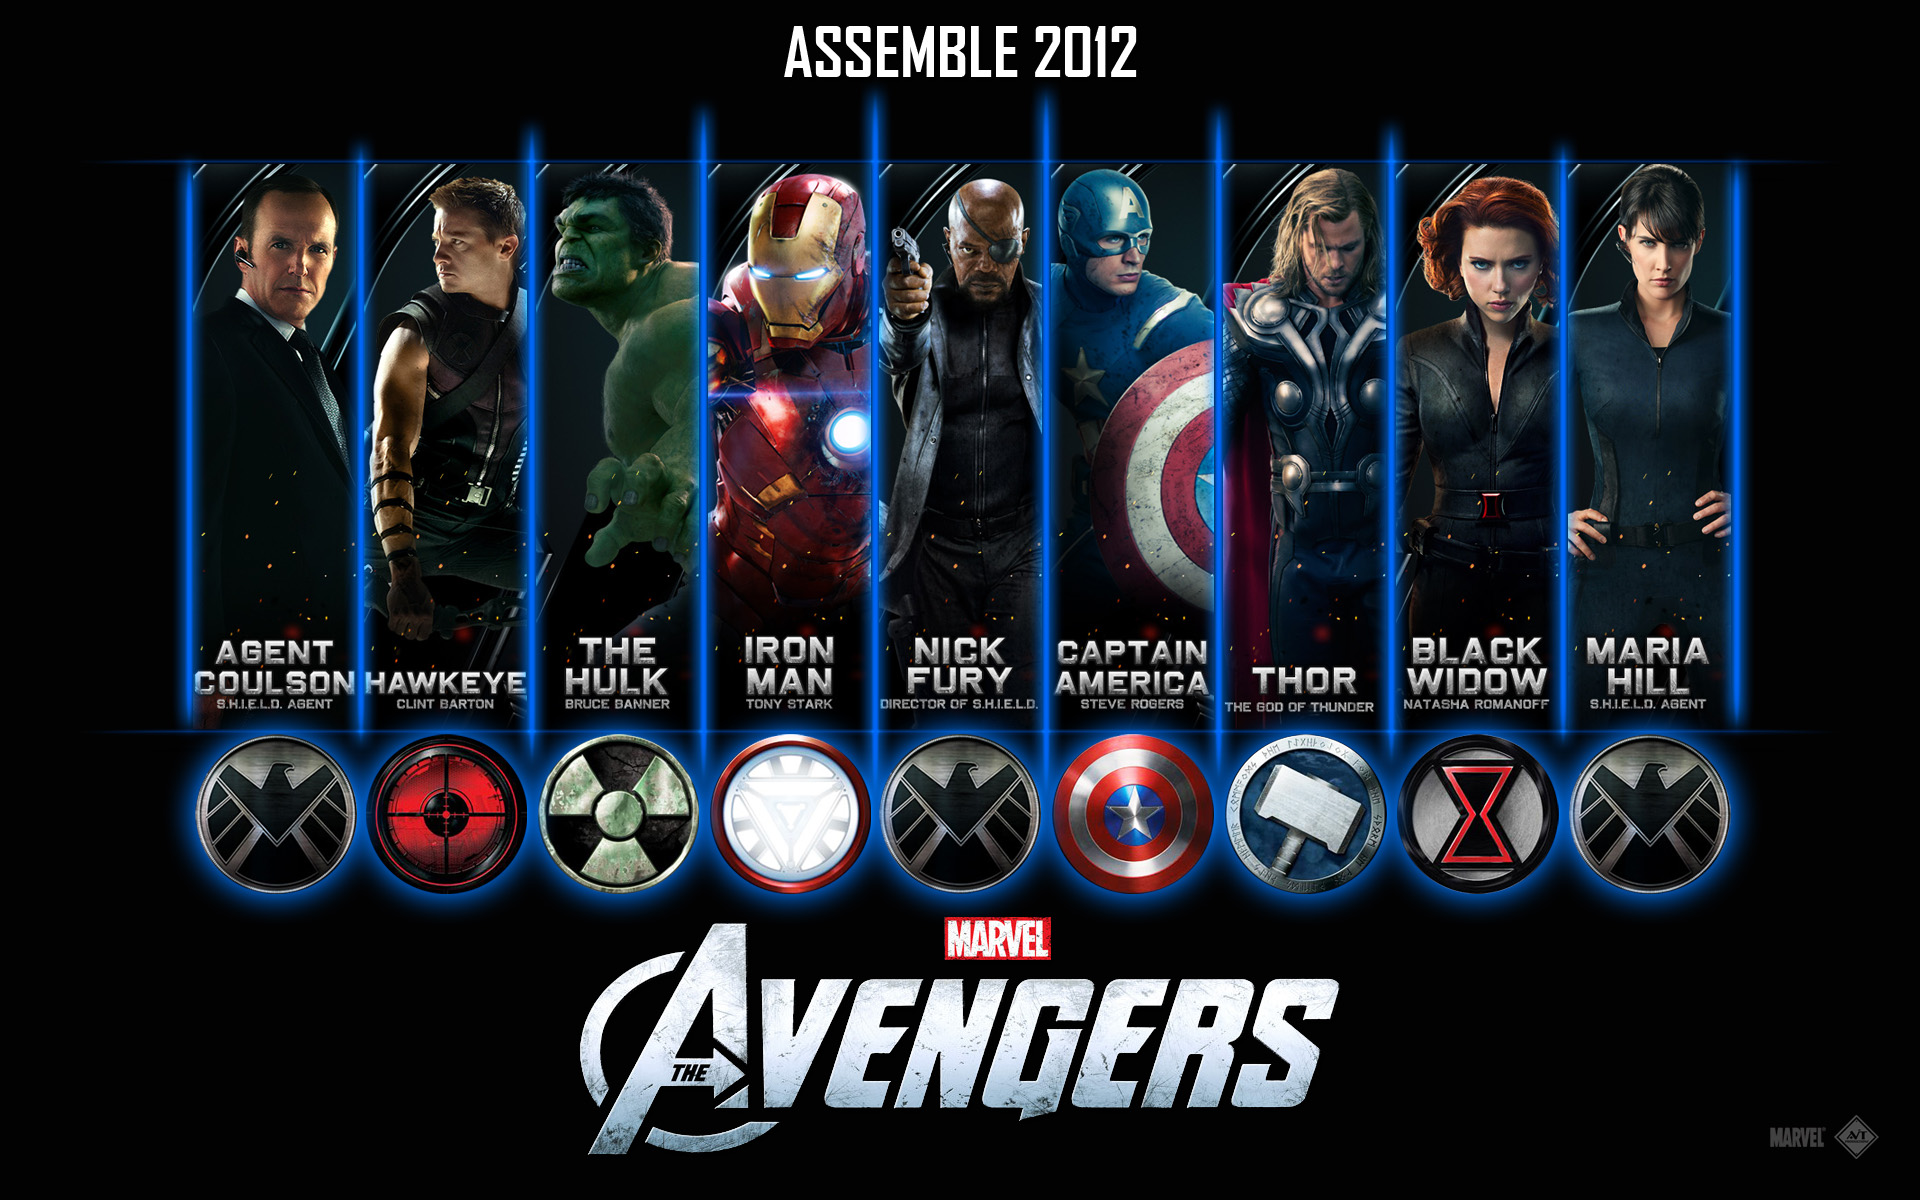 ASSEMBLE 2012
AGENT
COULSON
S.H.I.E.L.D. AGENT
HAWKEYE
CLINT BARTON
THE
HULK
BRUCE BANNER
IRON
MAN
TONY STARK
NICK
FURY
DIRECTOR OF S.H.I.E.L.D.
CAPTAIN
AMERICA
STEVE ROGERS
THOR
THE GOD OF THUNDER
BLACK
WIDOW
NATASHA ROMANOFF
MARIA
HILL
S.H.I.E.L.D. AGENT
MARVEL
THE AVENGERS
MARVEL